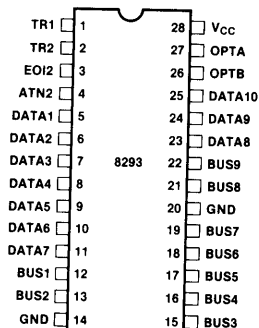 TR1 1 28 VCC
TR2 2 27 OPTA
EOI2 3 26 OPTB
ATN2 4 25 DATA10
DATA1 5 24 DATA9
DATA2 6 23 DATA8
DATA3 7 8293 22 BUS9
DATA4 8 21 BUS8
DATA5 9 20 GND
DATA6 10 19 BUS7
DATA7 11 18 BUS6
BUS1 12 17 BUS5
BUS2 13 16 BUS4
GND 14 15 BUS3